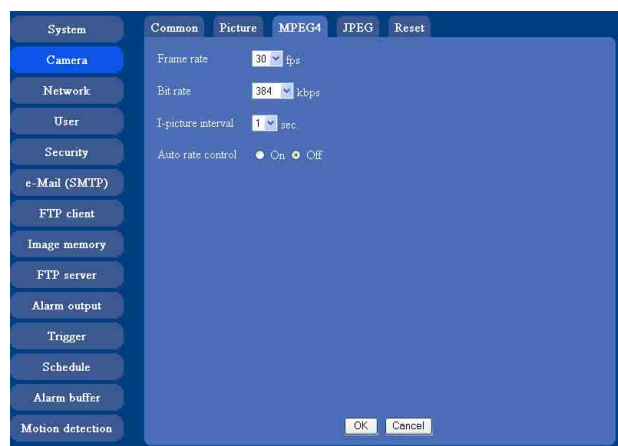 System
Camera
Network
User
Security
e-Mail (SMTP)
FTP client
Image memory
FTP server
Alarm output
Trigger
Schedule
Alarm buffer
Motion detection
Common Picture MPEG4 JPEG Reset
Frame rate 30 fps
Bit rate 384 kbps
I-picture interval 1 sec.
Auto rate control On Off
OK Cancel